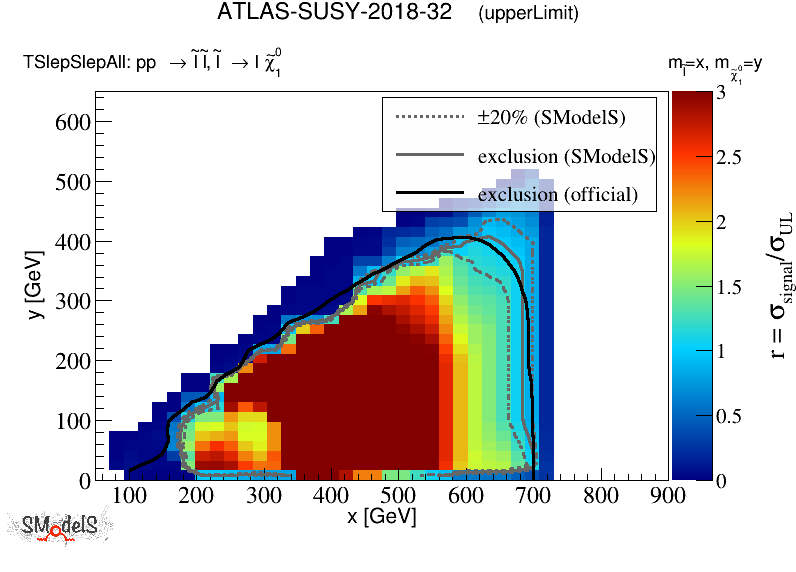 ATLAS-SUSY-2018-32 (upperLimit)
TSlepSlepAll: pp → l̃ l̃, l̃ → l χ̃₁⁰
m_l̃=x, m_χ̃₁⁰=y
±20% (SModelS)
exclusion (SModelS)
exclusion (official)
600
500
400
300
200
100
0
y [GeV]
100 200 300 400 500 600 700 800 900
x [GeV]
3
2.5
2
1.5
1
0.5
0
r = σ_signal/σ_UL
SModelS